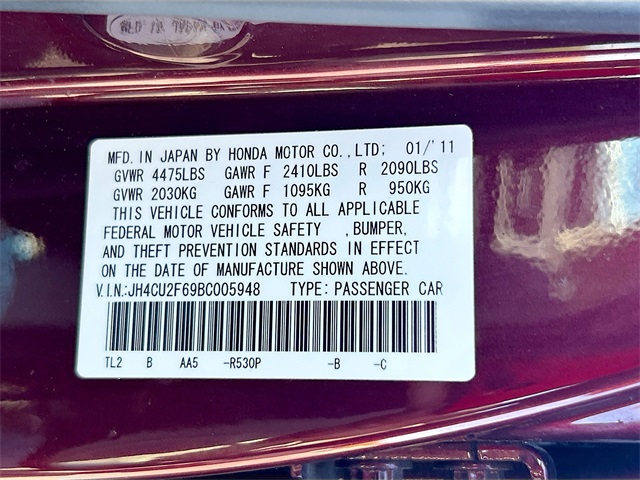 MFD. IN JAPAN BY HONDA MOTOR CO.,LTD; 01/'11
GVWR 4475LBS GAWR F 2410LBS R 2090LBS
GVWR 2030KG GAWR F 1095KG R 950KG
THIS VEHICLE CONFORMS TO ALL APPLICABLE
FEDERAL MOTOR VEHICLE SAFETY , BUMPER,
AND THEFT PREVENTION STANDARDS IN EFFECT
ON THE DATE OF MANUFACTURE SHOWN ABOVE.
V.I.N.:JH4CU2F69BC005948 TYPE: PASSENGER CAR
TL2 B AA5 -R530P -B -C